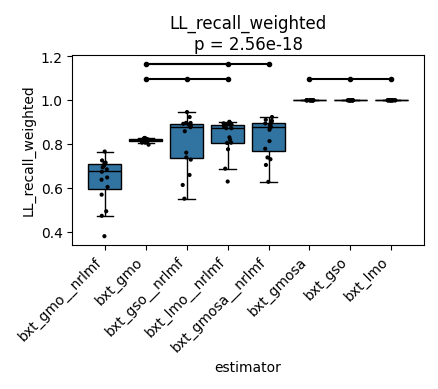 LL_recall_weighted
p = 2.56e-18
LL_recall_weighted
1.2
1.0
0.8
0.6
0.4
bxt_gmo__nrlmf
bxt_gmo
bxt_gso__nrlmf
bxt_lmo__nrlmf
bxt_gmosa__nrlmf
bxt_gmosa
bxt_gso
bxt_lmo
estimator